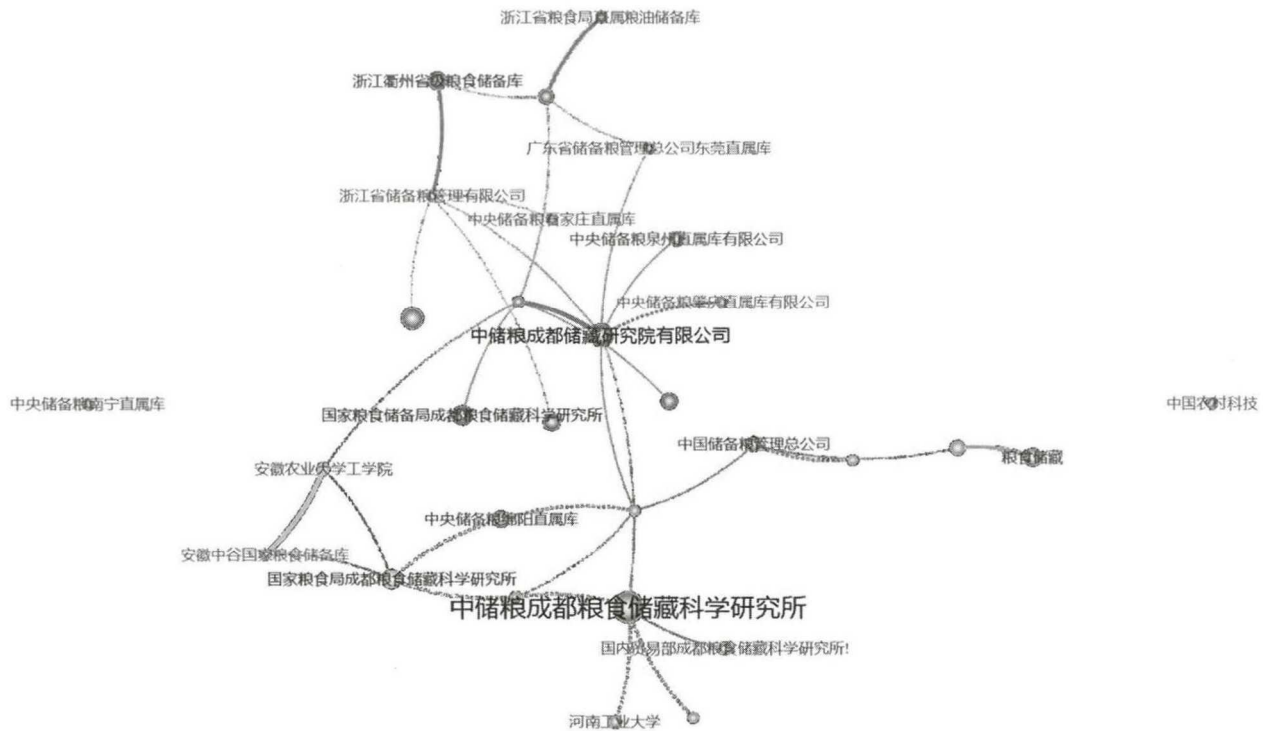 浙江省粮食局直属粮油储备库
浙江衢州省级粮食储备库
广东省储备粮管理总公司东莞直属库
浙江省储备粮管理有限公司
中央储备粮石家庄直属库
中央储备粮泉州直属库有限公司
中央储备粮肇庆直属库有限公司
中储粮成都储藏研究院有限公司
中央储备粮南宁直属库
中国农村科技
国家粮食储备局成都粮食储藏科学研究所
中国储备粮管理总公司
粮食储藏
安徽农业大学工学院
中央储备粮绵阳直属库
安徽中谷国家粮食储备库
国家粮食局成都粮食储藏科学研究所
中储粮成都粮食储藏科学研究所
国内贸易部成都粮食储藏科学研究所!
河南工业大学